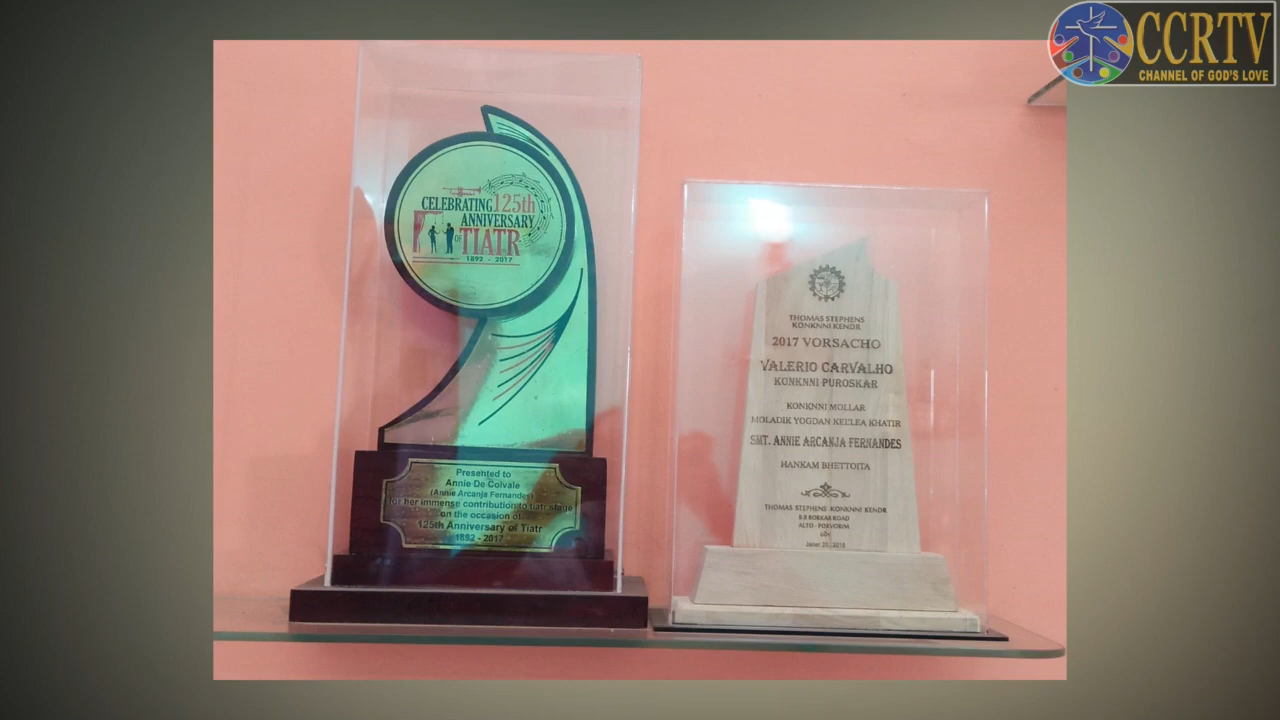 CCRTV
CHANNEL OF GOD'S LOVE
CELEBRATING 125th
ANNIVERSARY
OF TIATR
1892 - 2017
Presented to
Annie De Colvale
(Annie Arcanja Fernandes)
for her immense contribution to tiatr stage
on the occasion of
125th Anniversary of Tiatr
1892 - 2017
THOMAS STEPHENS
KONKNNI KENDR
2017 VORSACHO
VALERIO CARVALHO
KONKNNI PUROSKAR
KONKNNI MOLLAR
MOLADIK YOGDAN KEL'LEA KHATIR
SMT. ANNIE ARCANJA FERNANDES
HANKAM BHETTOITA
THOMAS STEPHENS KONKNNI KENDR
B.B BORKAR ROAD
ALTO - PORVORIM